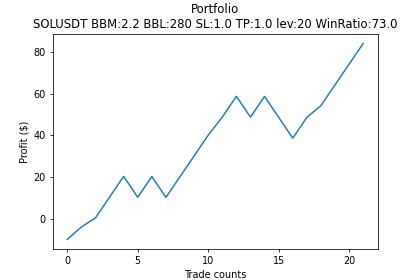 Portfolio
SOLUSDT BBM:2.2 BBL:280 SL:1.0 TP:1.0 lev:20 WinRatio:73.0
Profit ($)
80
60
40
20
0
0 5 10 15 20
Trade counts